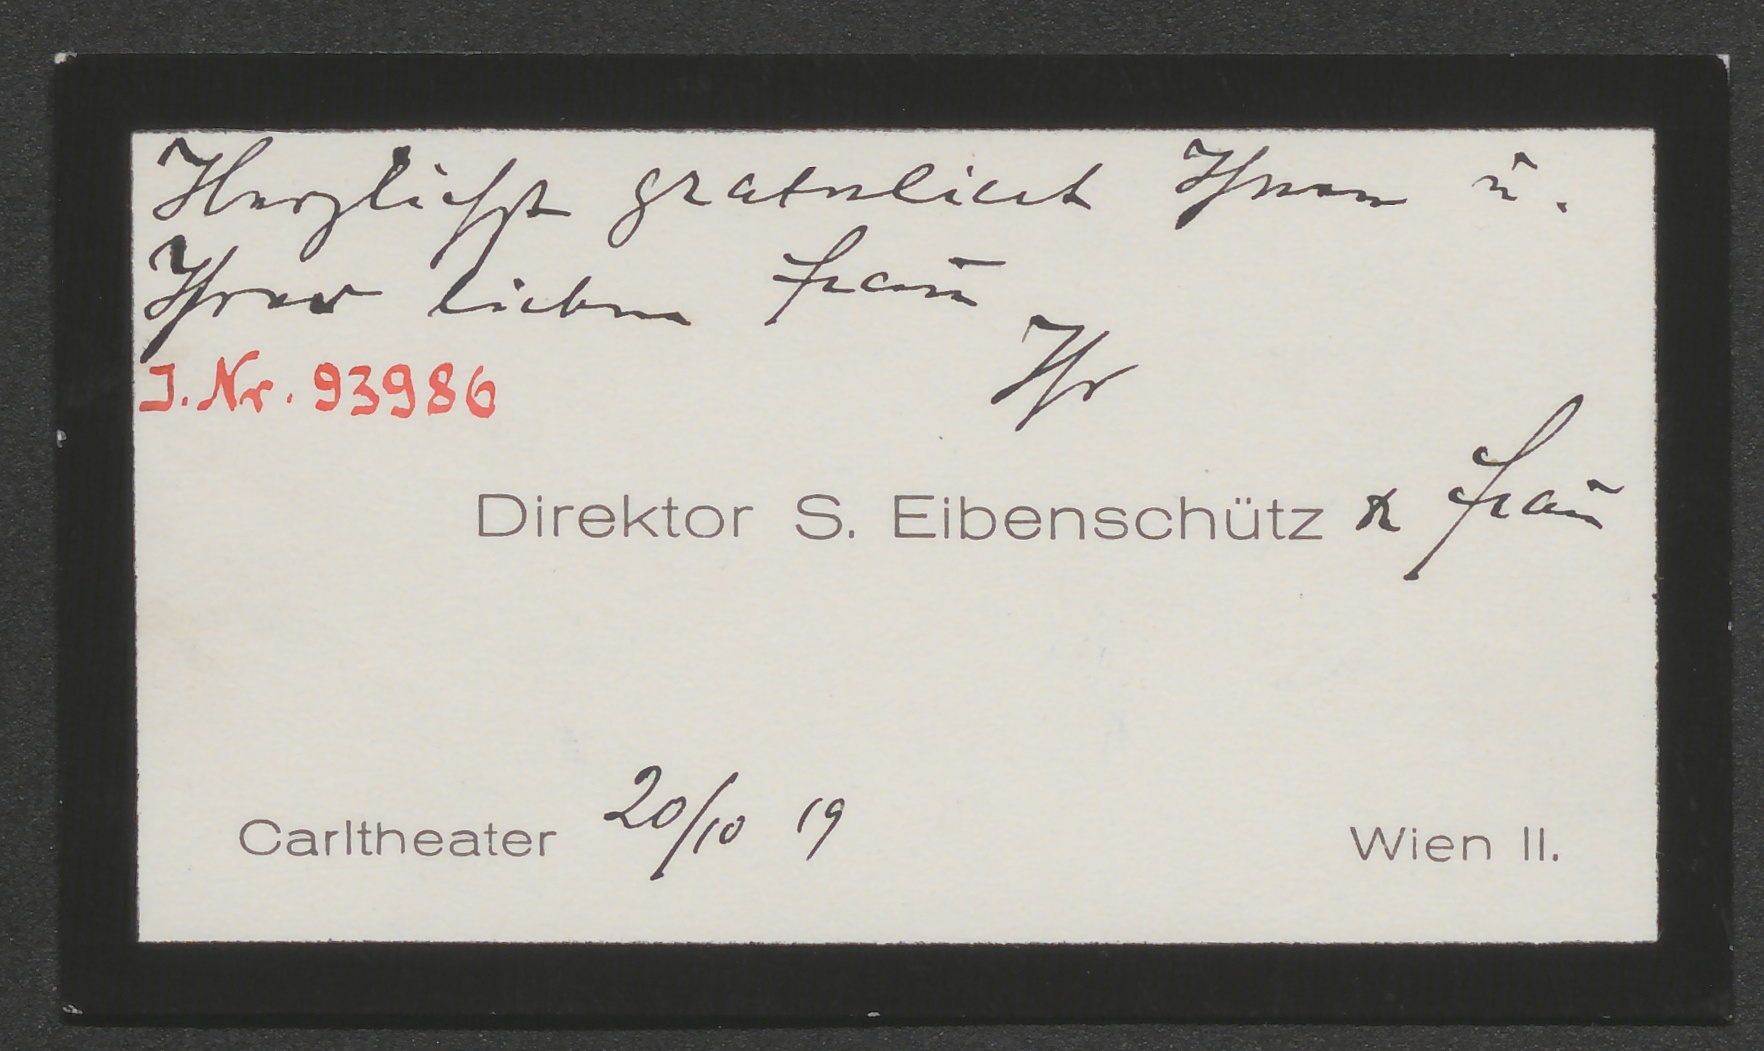 Herzlichst gratuliert Ihnen u.
Ihrer lieben Frau
Ihr
J. Nr. 93986
Direktor S. Eibenschütz & Frau
Carltheater 20/10 19 Wien II.